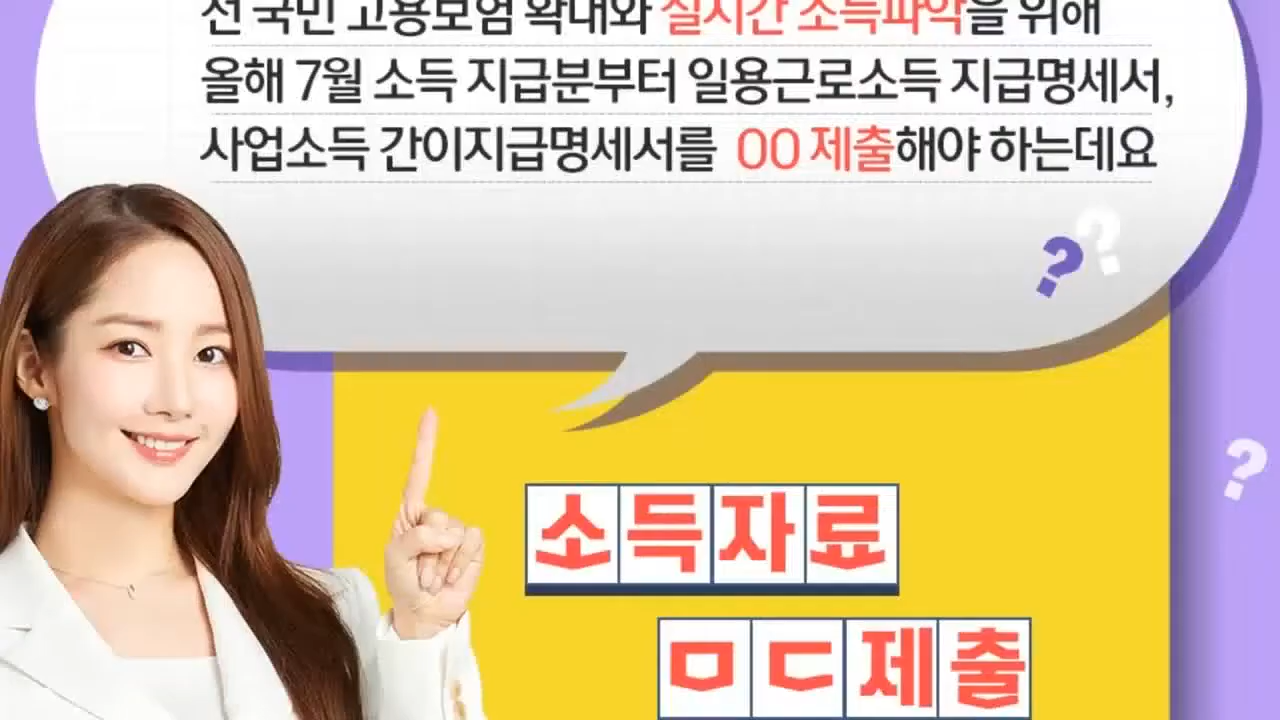 전 국민 고용보험 확대와 실시간 소득파악을 위해
올해 7월 소득 지급분부터 일용근로소득 지급명세서,
사업소득 간이지급명세서를 OO 제출해야 하는데요
?
?
?
소득자료
ㅁㄷ제출